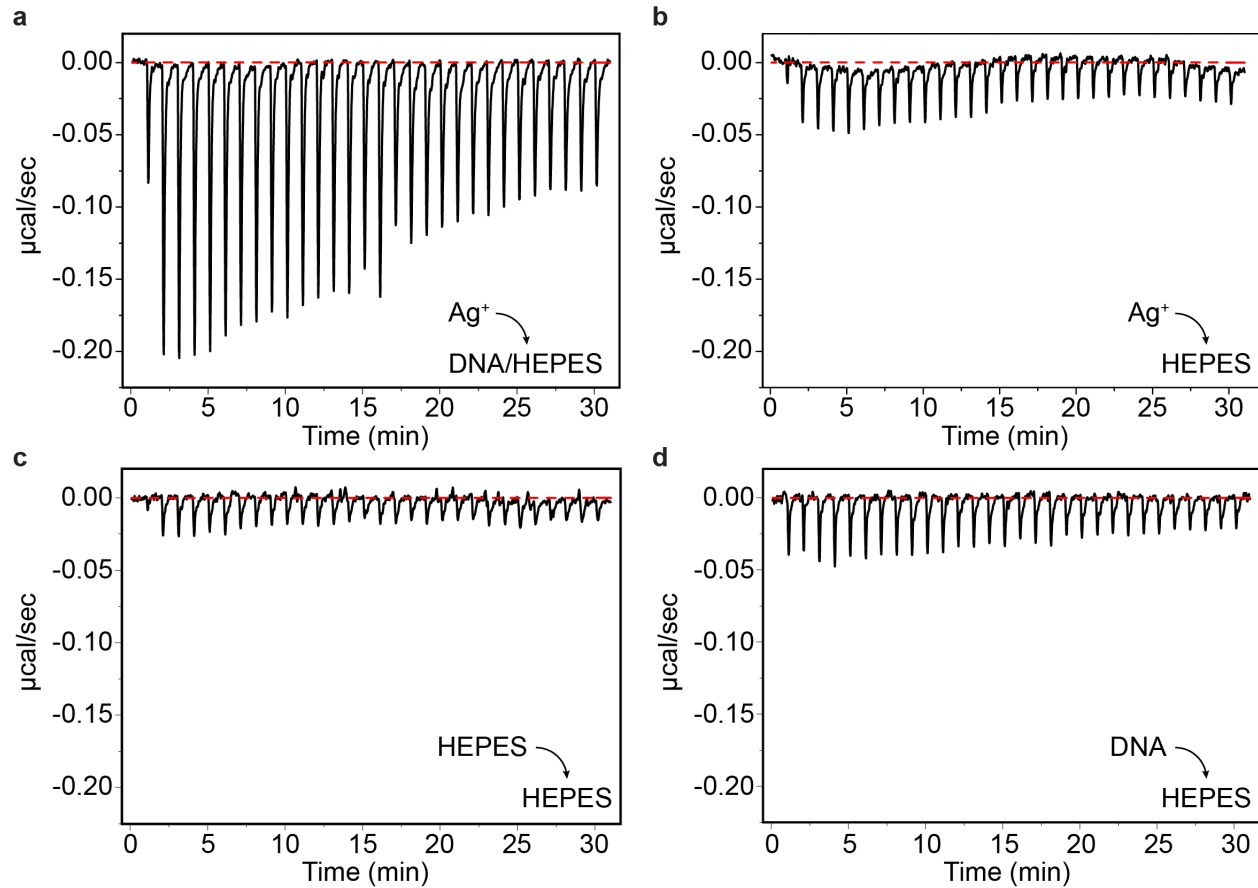 a
0.00
-0.05
-0.10
-0.15
-0.20
µcal/sec
Ag⁺
DNA/HEPES
0 5 10 15 20 25 30
Time (min)
b
0.00
-0.05
-0.10
-0.15
-0.20
µcal/sec
Ag⁺
HEPES
0 5 10 15 20 25 30
Time (min)
c
0.00
-0.05
-0.10
-0.15
-0.20
µcal/sec
HEPES
HEPES
0 5 10 15 20 25 30
Time (min)
d
0.00
-0.05
-0.10
-0.15
-0.20
µcal/sec
DNA
HEPES
0 5 10 15 20 25 30
Time (min)